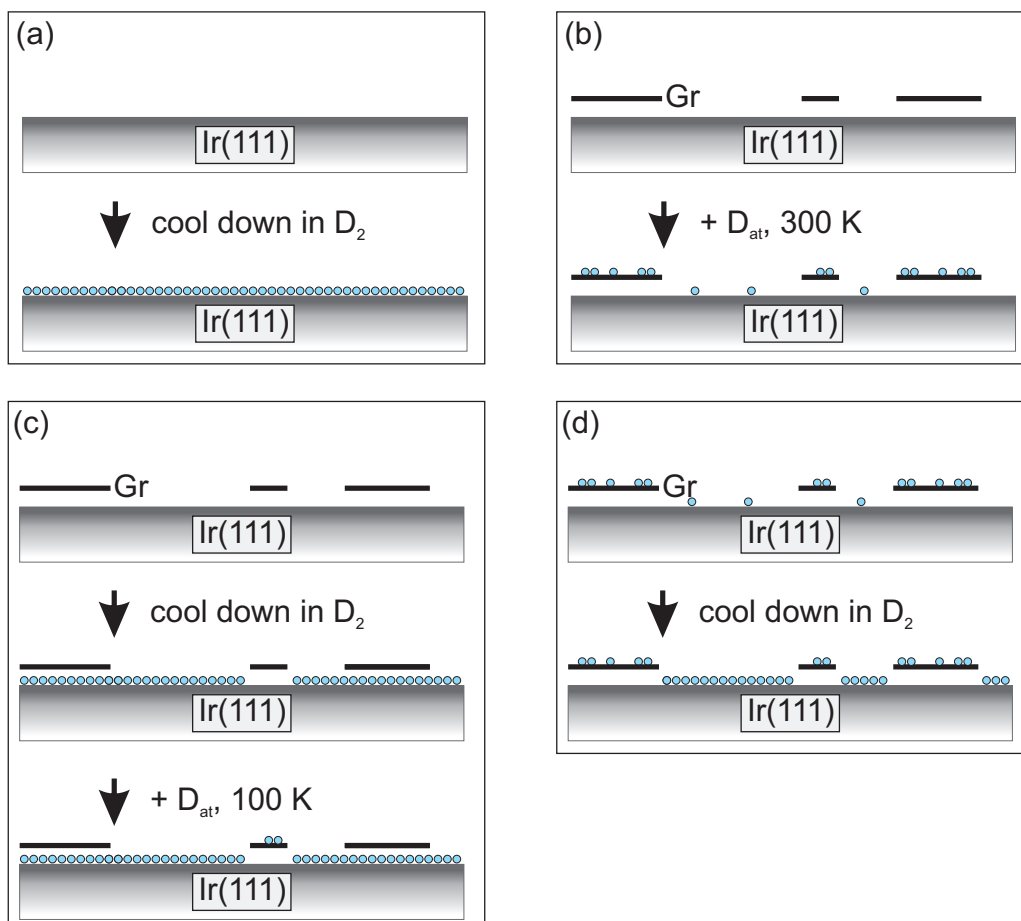 (a)
Ir(111)
cool down in D₂
Ir(111)
(b)
Gr
Ir(111)
+ Dₐₜ, 300 K
Ir(111)
(c)
Gr
Ir(111)
cool down in D₂
Ir(111)
+ Dₐₜ, 100 K
Ir(111)
(d)
Gr
Ir(111)
cool down in D₂
Ir(111)